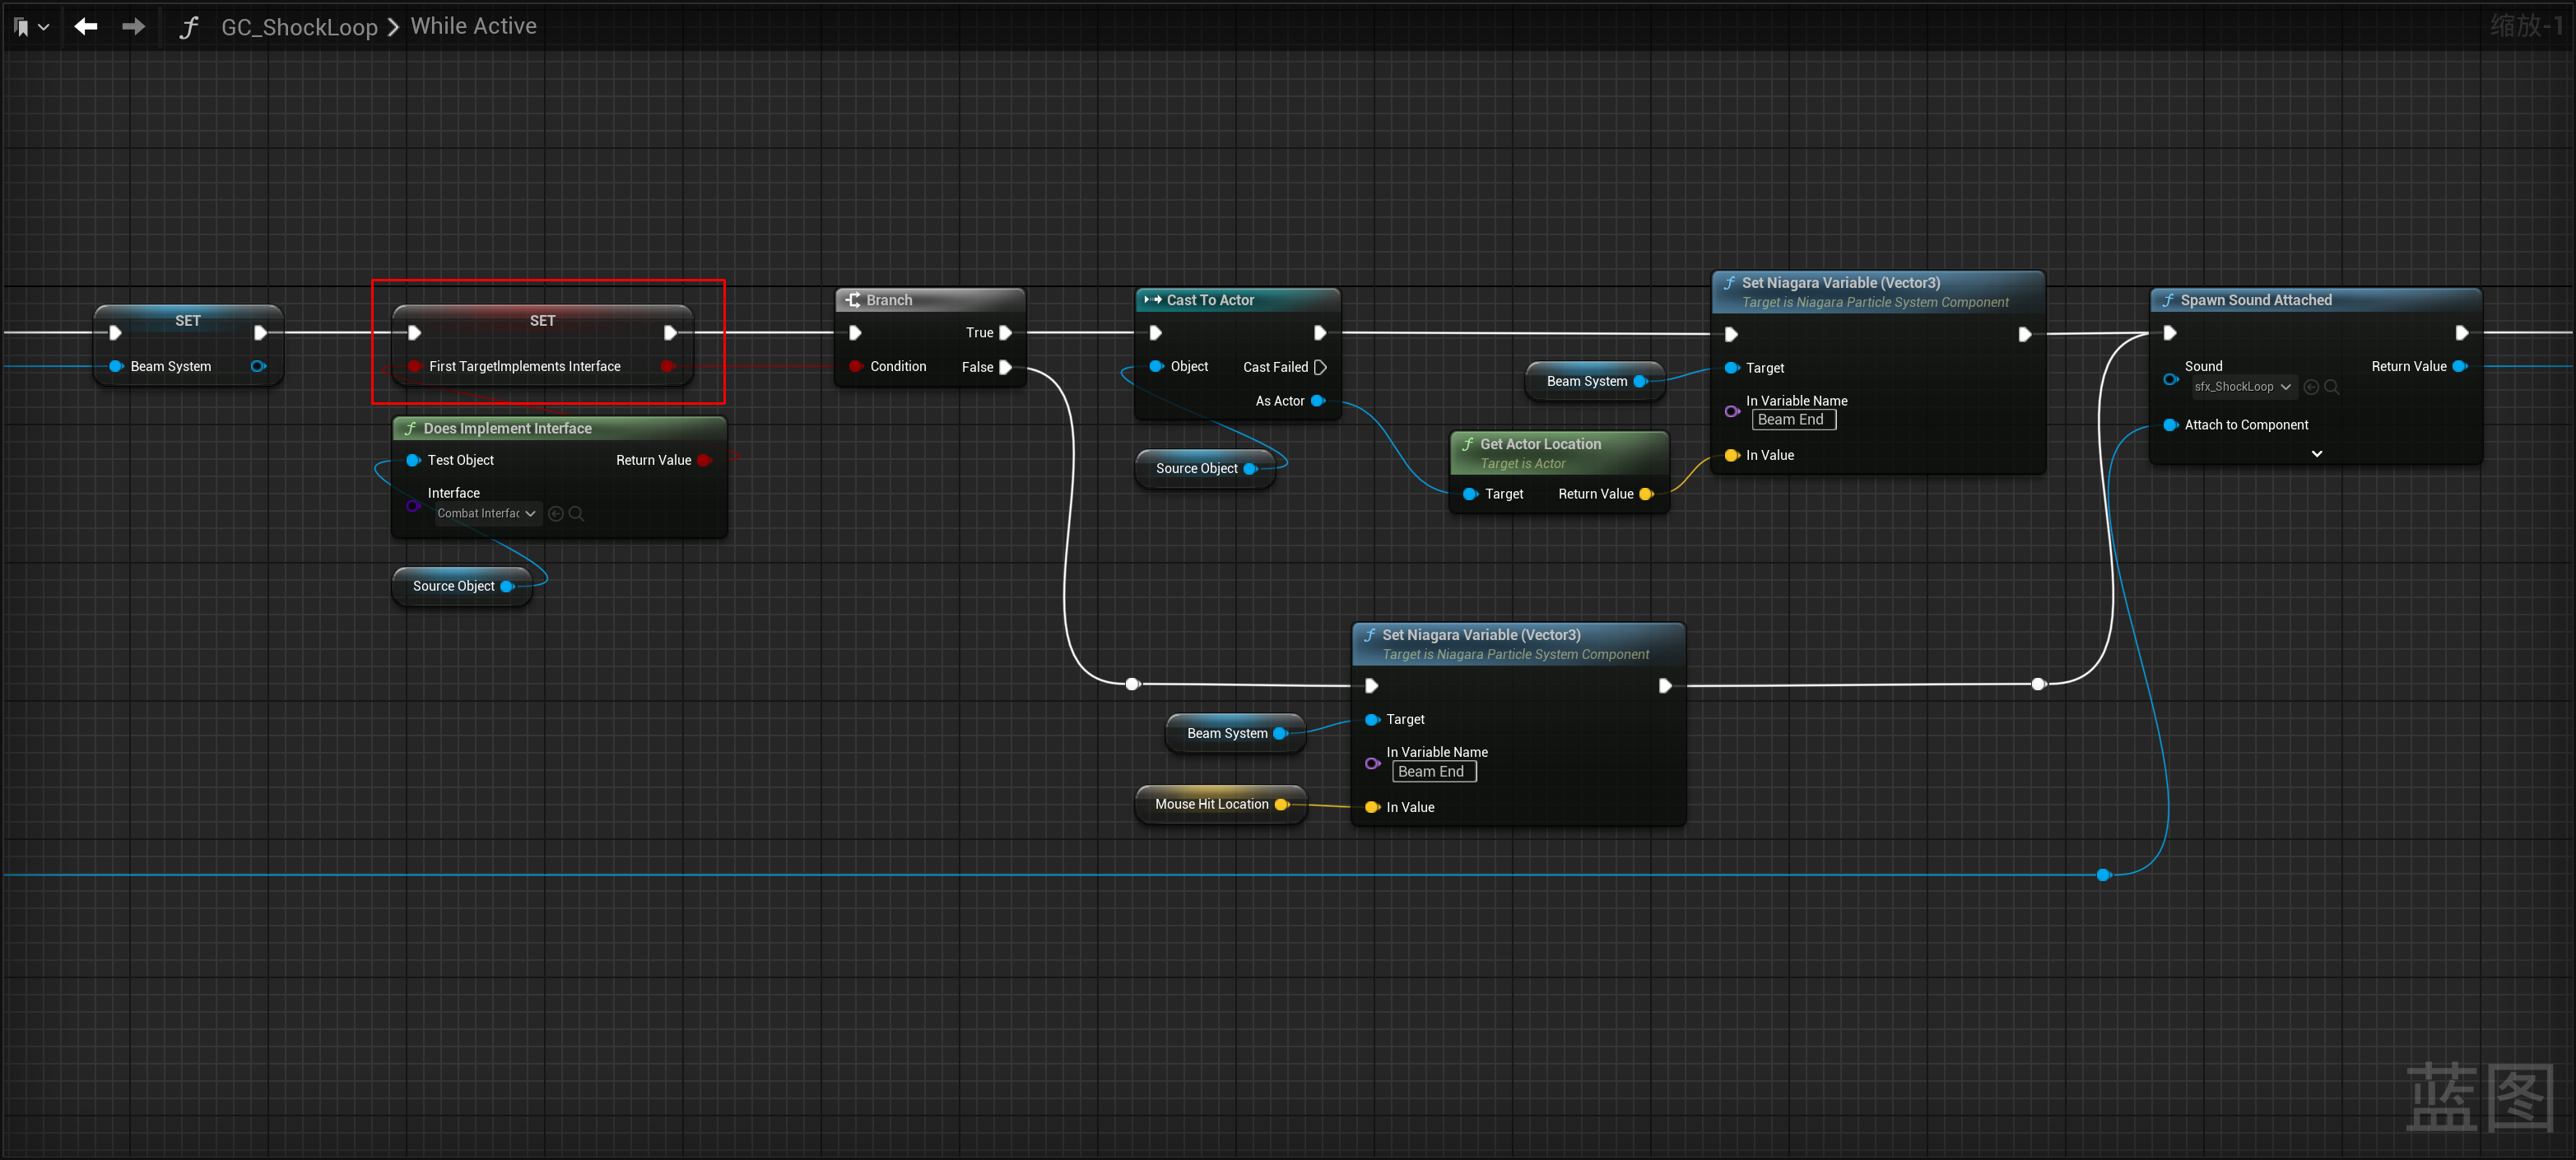 GC_ShockLoop > While Active
缩放-1
SET
Beam System
SET
First TargetImplements Interface
Does Implement Interface
Test Object
Return Value
Interface
Combat Interfac
Source Object
Branch
True
Condition
False
Cast To Actor
Object
Cast Failed
As Actor
Source Object
Get Actor Location
Target is Actor
Target
Return Value
Beam System
Set Niagara Variable (Vector3)
Target is Niagara Particle System Component
Target
In Variable Name
Beam End
In Value
Set Niagara Variable (Vector3)
Target is Niagara Particle System Component
Target
In Variable Name
Beam End
In Value
Beam System
Mouse Hit Location
Spawn Sound Attached
Sound
sfx_ShockLoop
Return Value
Attach to Component
蓝图